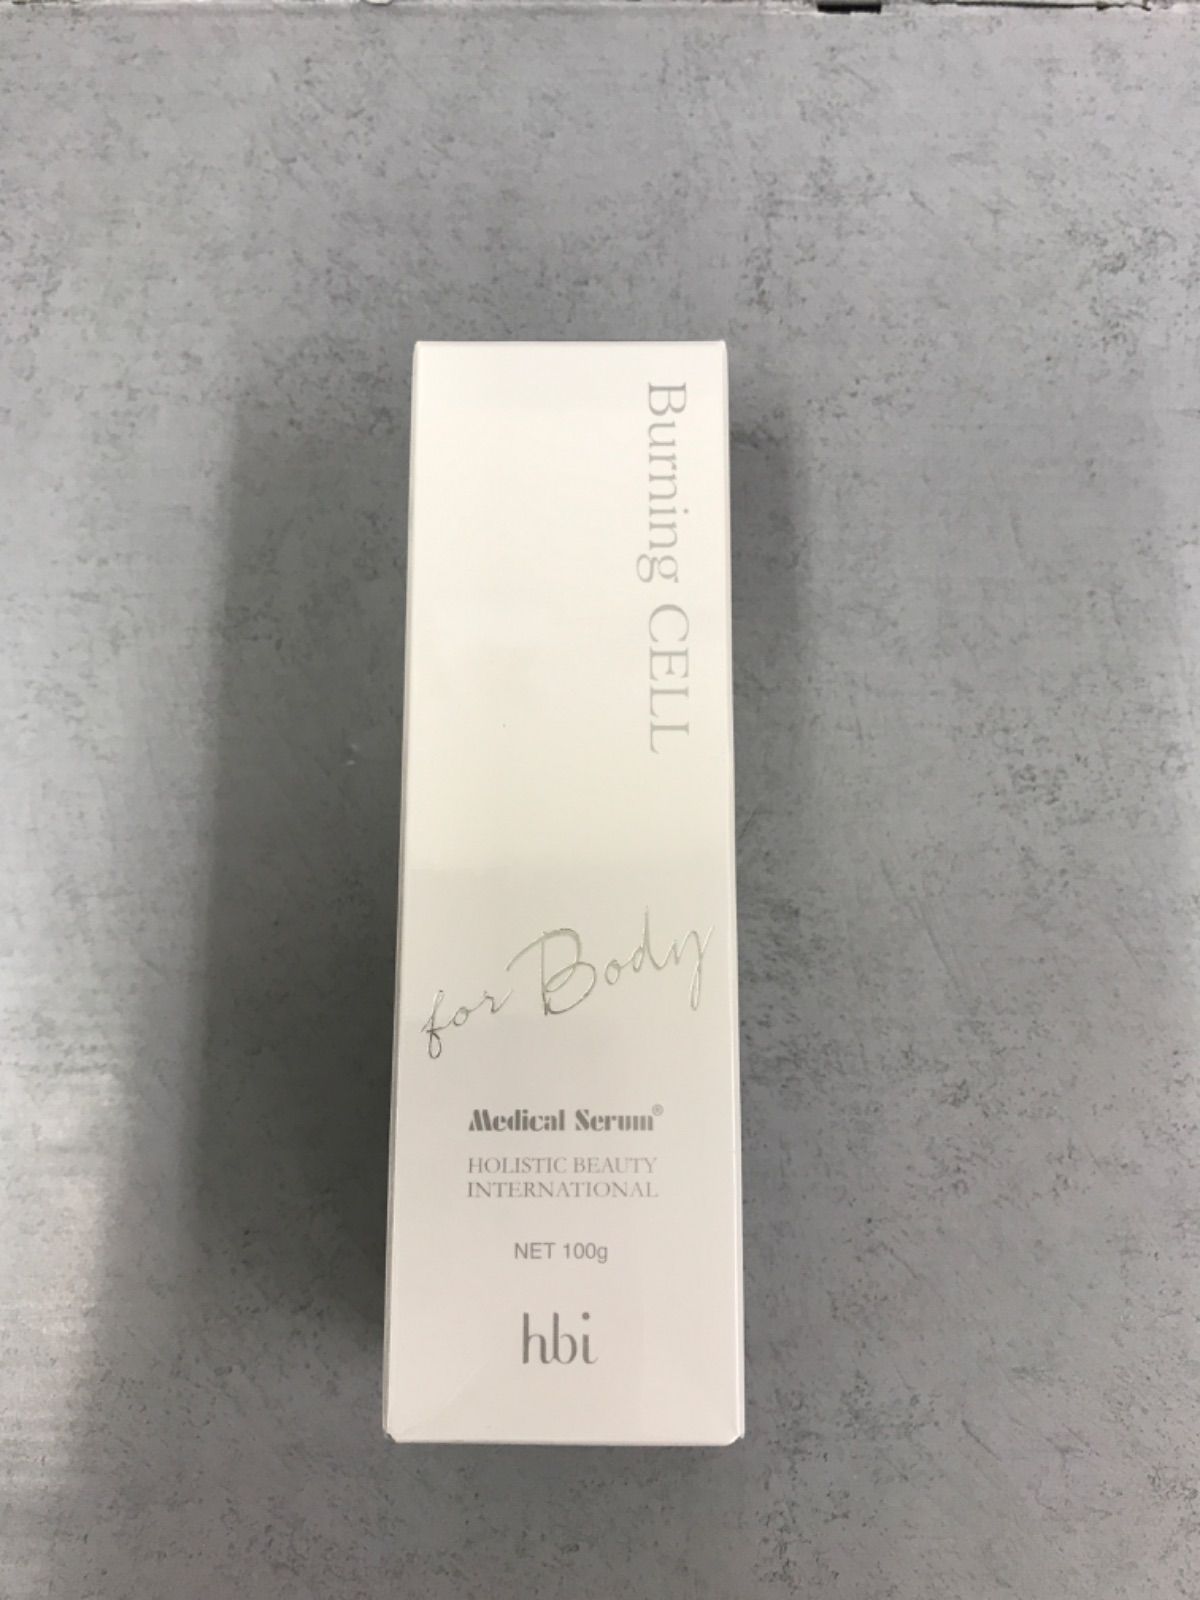 Burning CELL
for Body
Medical Serum®
HOLISTIC BEAUTY
INTERNATIONAL
NET 100g
hbi